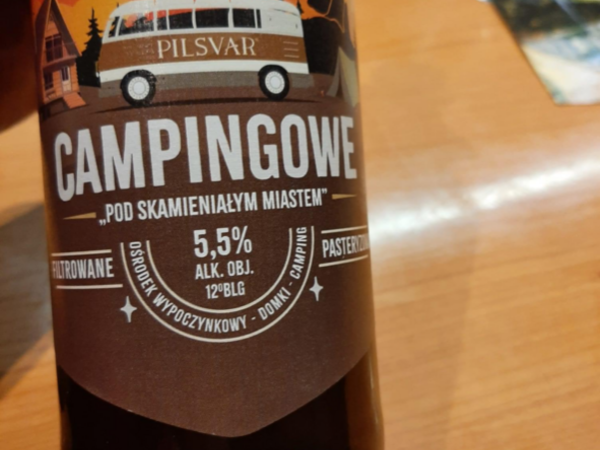 PILSVAR
CAMPINGOWE
„POD SKAMIENIAŁYM MIASTEM”
5,5%
ALK. OBJ.
12°BLG
FILTROWANE
OŚRODEK WYPOCZYNKOWY - DOMKI - CAMPING